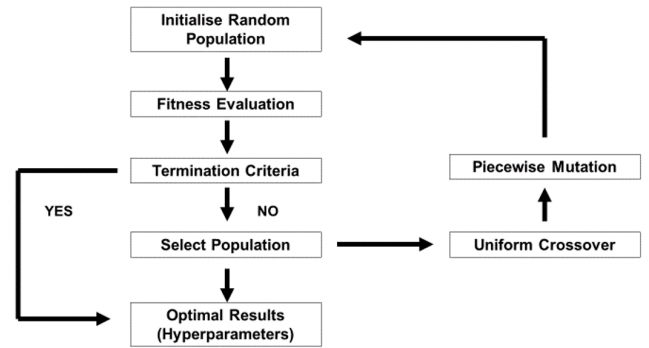 Initialise Random
Population
Fitness Evaluation
Termination Criteria
Piecewise Mutation
YES
NO
Select Population
Uniform Crossover
Optimal Results
(Hyperparameters)